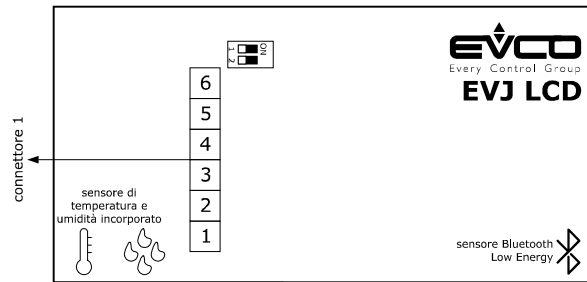 ON
1 2
EVCO
Every Control Group
EVJ LCD
6
5
4
3
2
1
connettore 1
sensore di
temperatura e
umidità incorporato
sensore Bluetooth
Low Energy